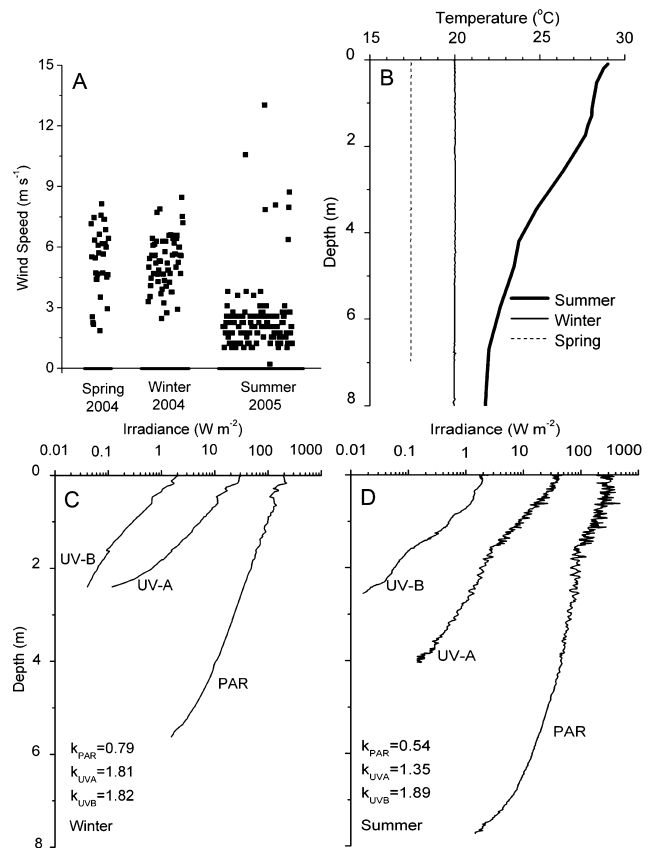 Temperature (°C)
15 20 25 30
A
15
12
9
6
3
0
Wind Speed (m s-1)
Spring 2004
Winter 2004
Summer 2005
B
0
2
4
6
8
Depth (m)
Summer
Winter
Spring
Irradiance (W m-2)
0.01 0.1 1 10 100 1000
C
0
2
4
6
8
Depth (m)
UV-B
UV-A
PAR
kPAR=0.79
kUVA=1.81
kUVB=1.82
Winter
Irradiance (W m-2)
0.01 0.1 1 10 100 1000
D
UV-B
UV-A
PAR
kPAR=0.54
kUVA=1.35
kUVB=1.89
Summer